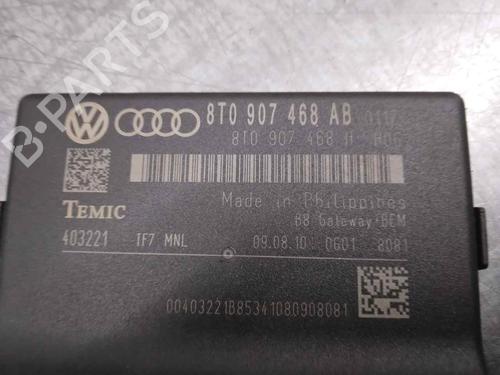 8T0 907 468 AB 0117
8T0 907 468 H H06
TEMIC
Made in Philippines
B8 Gateway+BEM
403221 TF7 MNL 09.08.10 0G01 8081
00403221B85341080908081